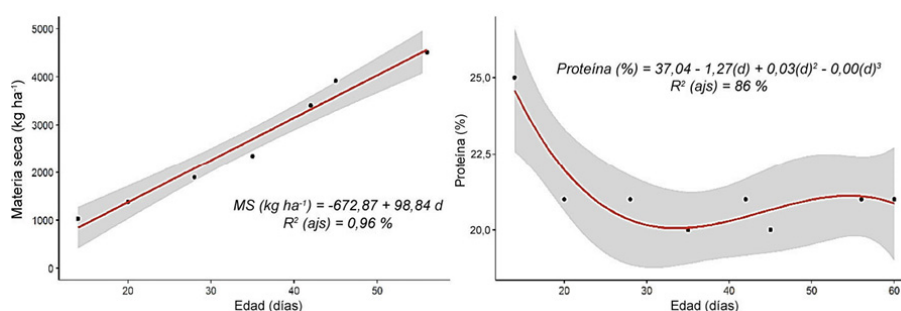 5000
4000
3000
2000
1000
0
Materia seca (kg ha⁻¹)
MS (kg ha⁻¹) = -672,87 + 98,84 d
R² (ajs) = 0,96 %
20
30
40
50
Edad (días)
25,0
22,5
20,0
Proteína (%)
Proteína (%) = 37,04 - 1,27(d) + 0,03(d)² - 0,00(d)³
R² (ajs) = 86 %
20
30
40
50
60
Edad (días)